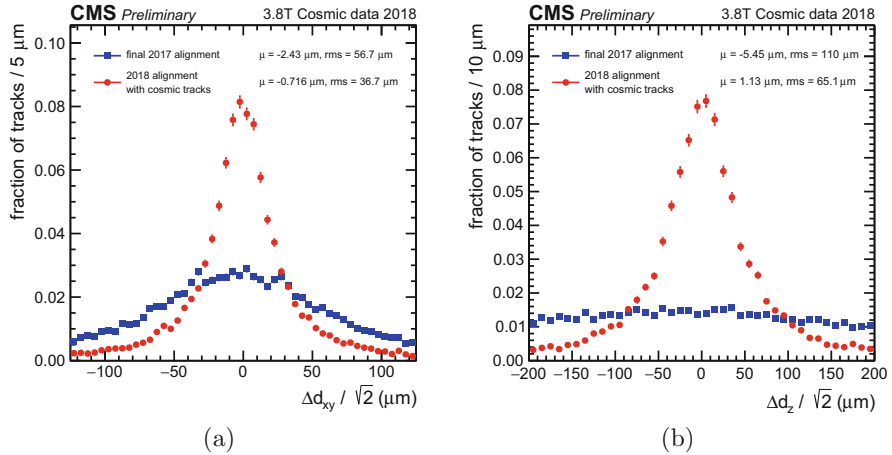 CMS Preliminary 3.8T Cosmic data 2018
fraction of tracks / 5 μm
0.10
0.08
0.06
0.04
0.02
0.00
final 2017 alignment μ = -2.43 μm, rms = 56.7 μm
2018 alignment with cosmic tracks μ = -0.716 μm, rms = 36.7 μm
−100 −50 0 50 100
Δd_xy / √2 (μm)
(a)
CMS Preliminary 3.8T Cosmic data 2018
fraction of tracks / 10 μm
0.09
0.08
0.07
0.06
0.05
0.04
0.03
0.02
0.01
0.00
final 2017 alignment μ = -5.45 μm, rms = 110 μm
2018 alignment with cosmic tracks μ = 1.13 μm, rms = 65.1 μm
−200 −150 −100 −50 0 50 100 150 200
Δd_z / √2 (μm)
(b)